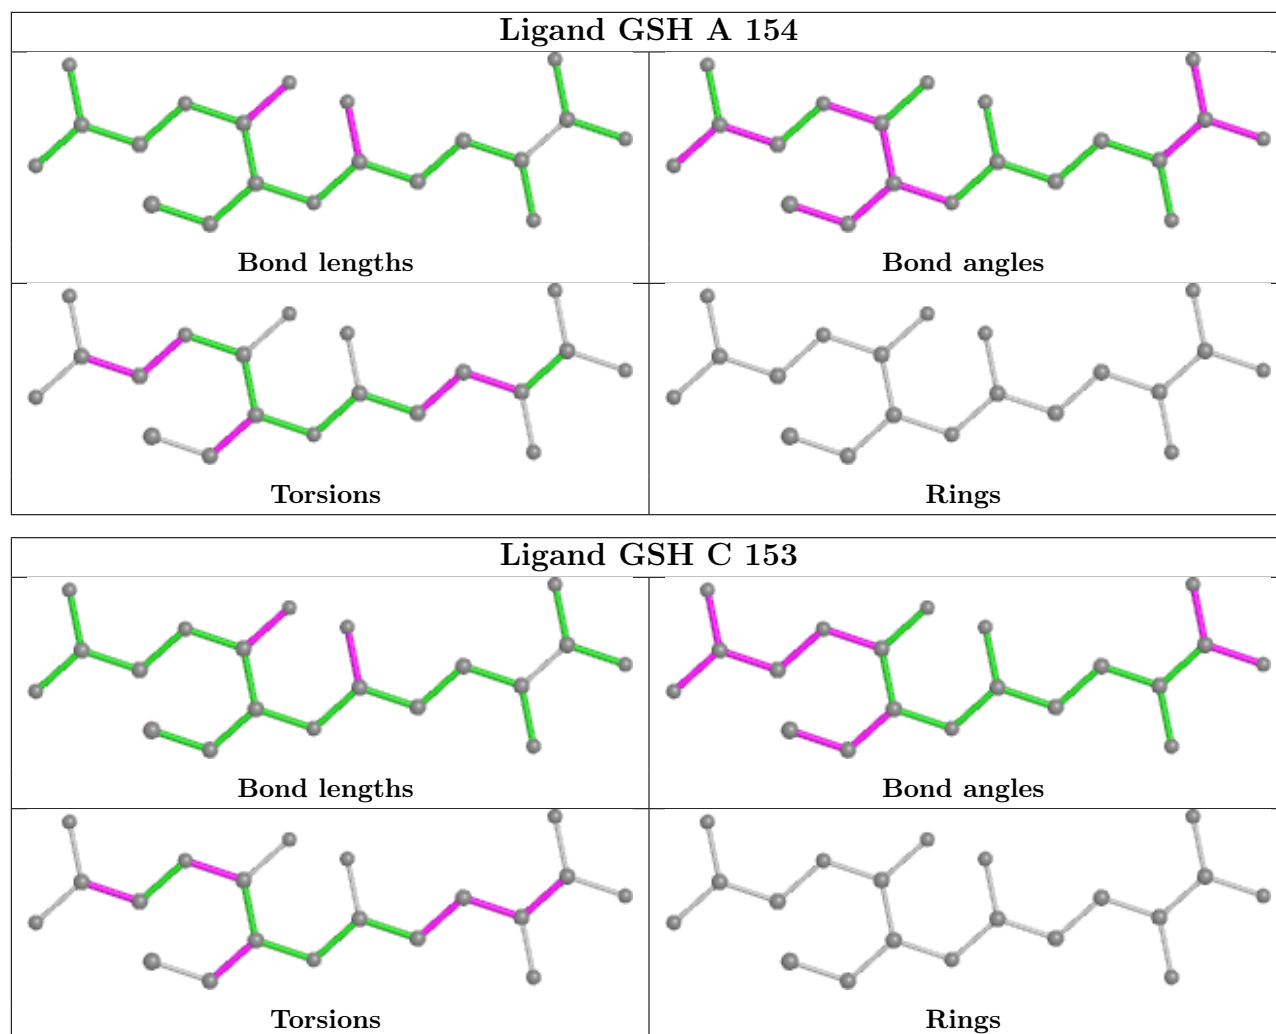 Ligand GSH A 154
Bond lengths
Bond angles
Torsions
Rings
Ligand GSH C 153
Bond lengths
Bond angles
Torsions
Rings